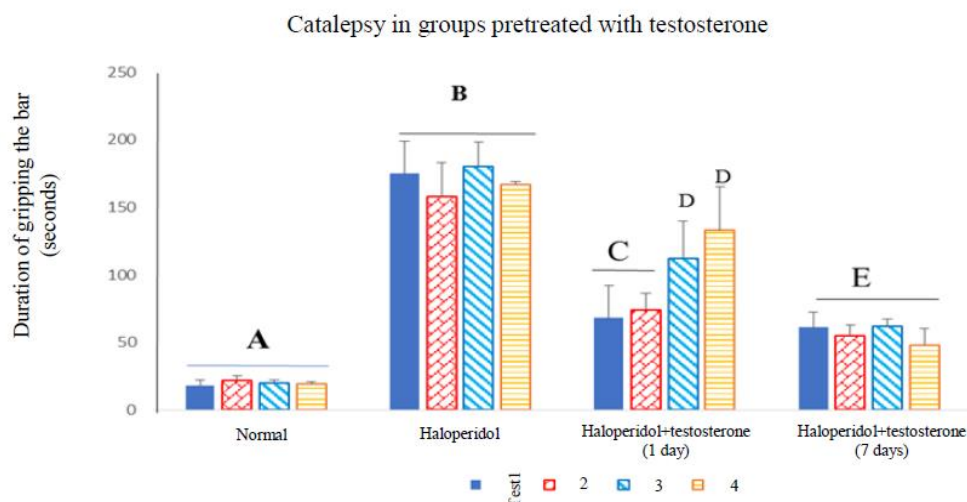 Catalepsy in groups pretreated with testosterone
Duration of gripping the bar
(seconds)
250
200
150
100
50
0
A
B
C
D
D
E
Normal
Haloperidol
Haloperidol+testosterone
(1 day)
Haloperidol+testosterone
(7 days)
Test1
2
3
4